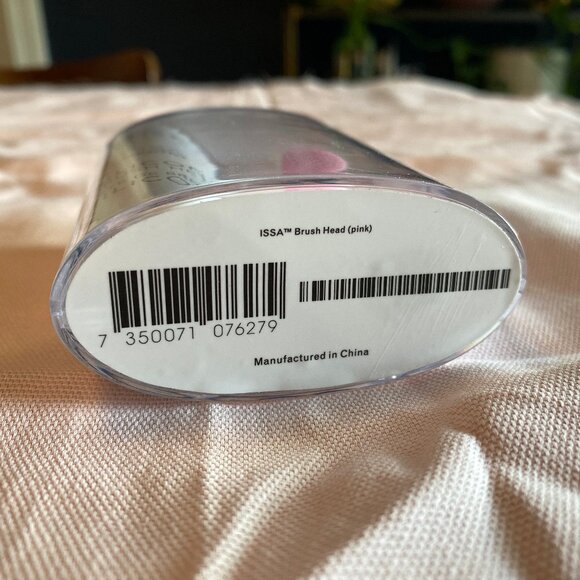 ISSA™ Brush Head (pink)
7 350071 076279
Manufactured in China